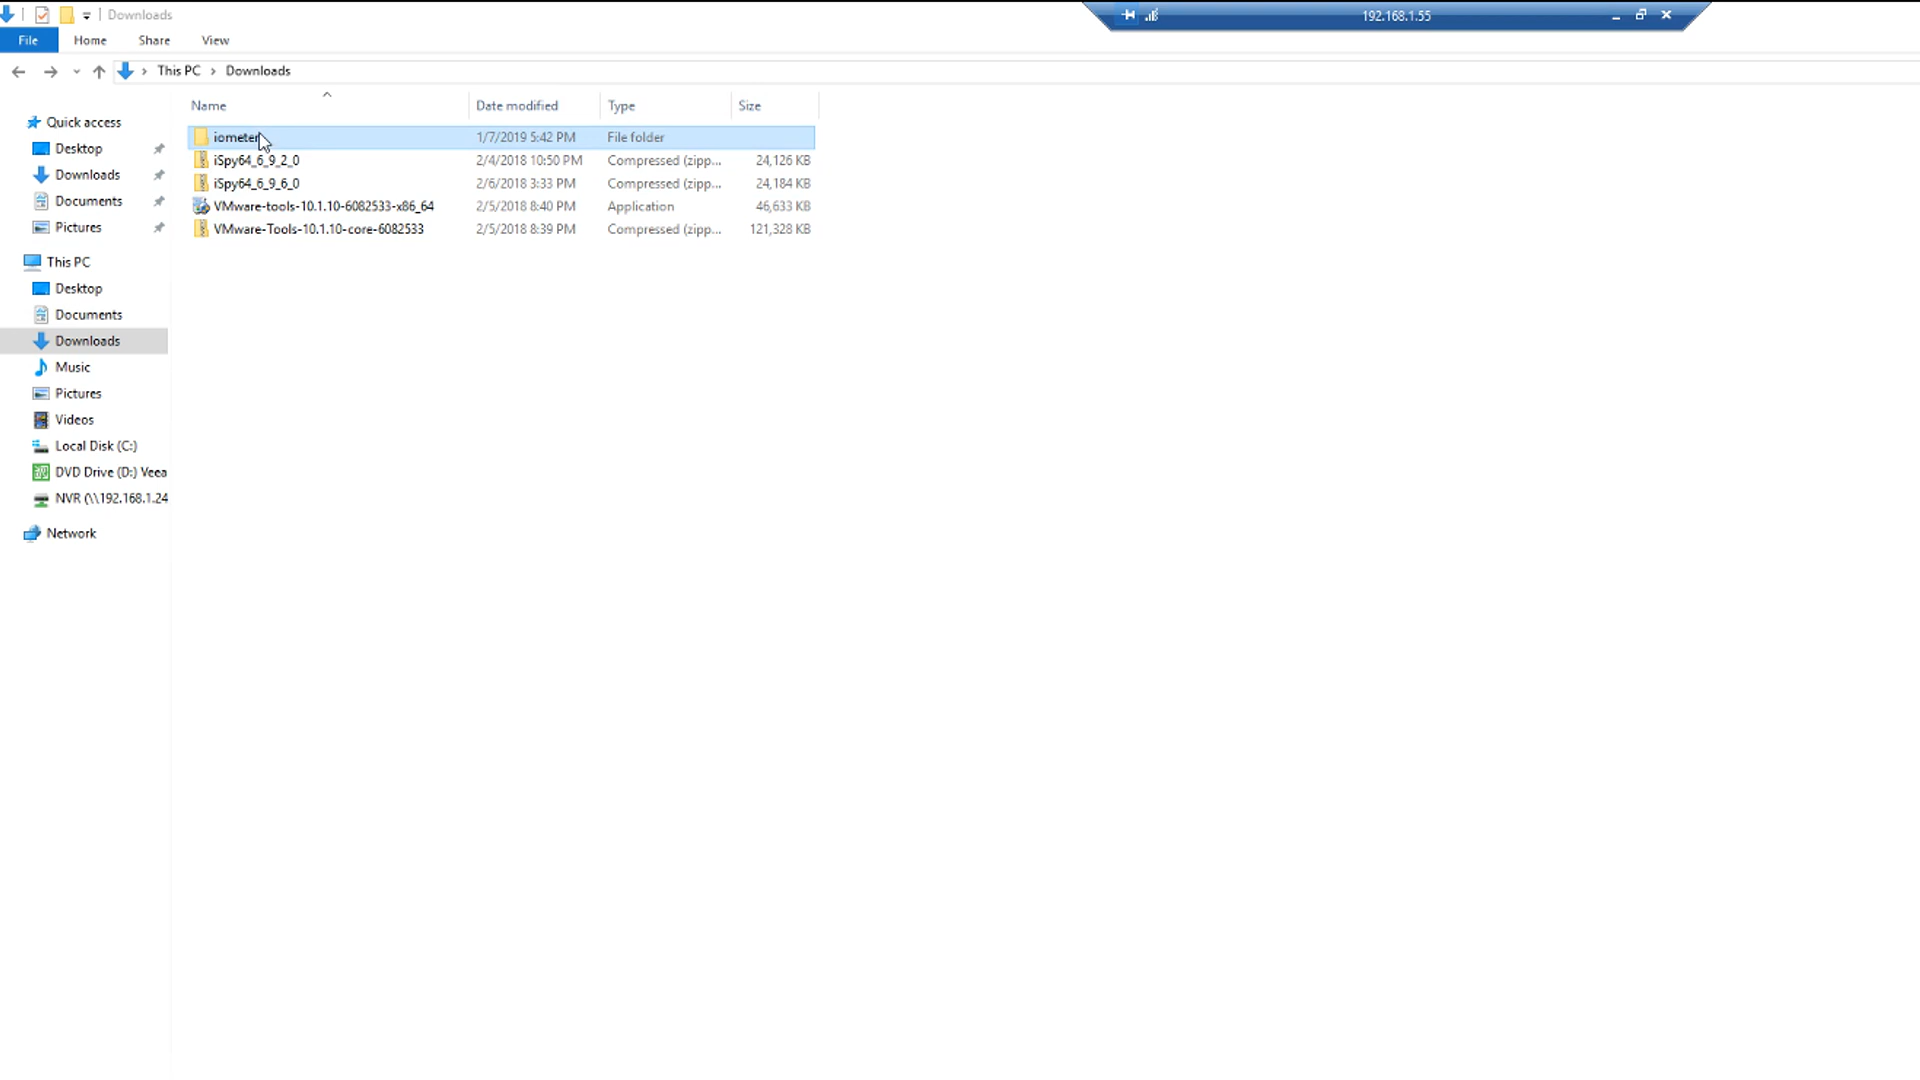 Downloads
192.168.1.55
File Home Share View
This PC > Downloads
Name Date modified Type Size
Quick access
Desktop
Downloads
Documents
Pictures
This PC
Desktop
Documents
Downloads
Music
Pictures
Videos
Local Disk (C:)
DVD Drive (D:) Veea
NVR (\\192.168.1.24
Network
iometer 1/7/2019 5:42 PM File folder
iSpy64_6_9_2_0 2/4/2018 10:50 PM Compressed (zipp... 24,126 KB
iSpy64_6_9_6_0 2/6/2018 3:33 PM Compressed (zipp... 24,184 KB
VMware-tools-10.1.10-6082533-x86_64 2/5/2018 8:40 PM Application 46,633 KB
VMware-Tools-10.1.10-core-6082533 2/5/2018 8:39 PM Compressed (zipp... 121,328 KB